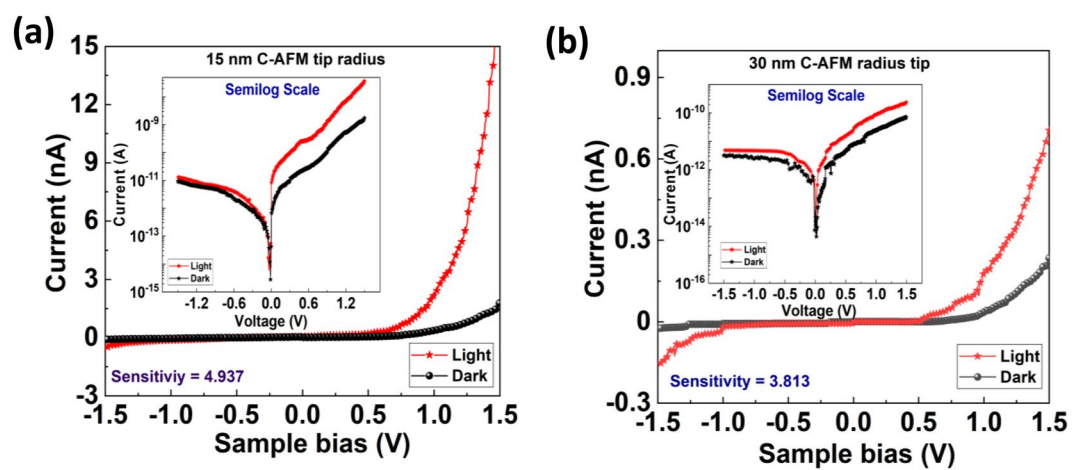 (a)
15 nm C-AFM tip radius
Semilog Scale
Current (A)
10^-9
10^-11
10^-13
10^-15
Light
Dark
-1.2 -0.6 0.0 0.6 1.2
Voltage (V)
Current (nA)
15
12
9
6
3
0
-3
Sensitiviy = 4.937
Light
Dark
-1.5 -1.0 -0.5 0.0 0.5 1.0 1.5
Sample bias (V)
(b)
30 nm C-AFM radius tip
Semilog Scale
Current (A)
10^-10
10^-12
10^-14
10^-16
Light
Dark
-1.5 -1.0 -0.5 0.0 0.5 1.0 1.5
Voltage (V)
Current (nA)
0.9
0.6
0.3
0.0
-0.3
Sensitivity = 3.813
Light
Dark
-1.5 -1.0 -0.5 0.0 0.5 1.0 1.5
Sample bias (V)